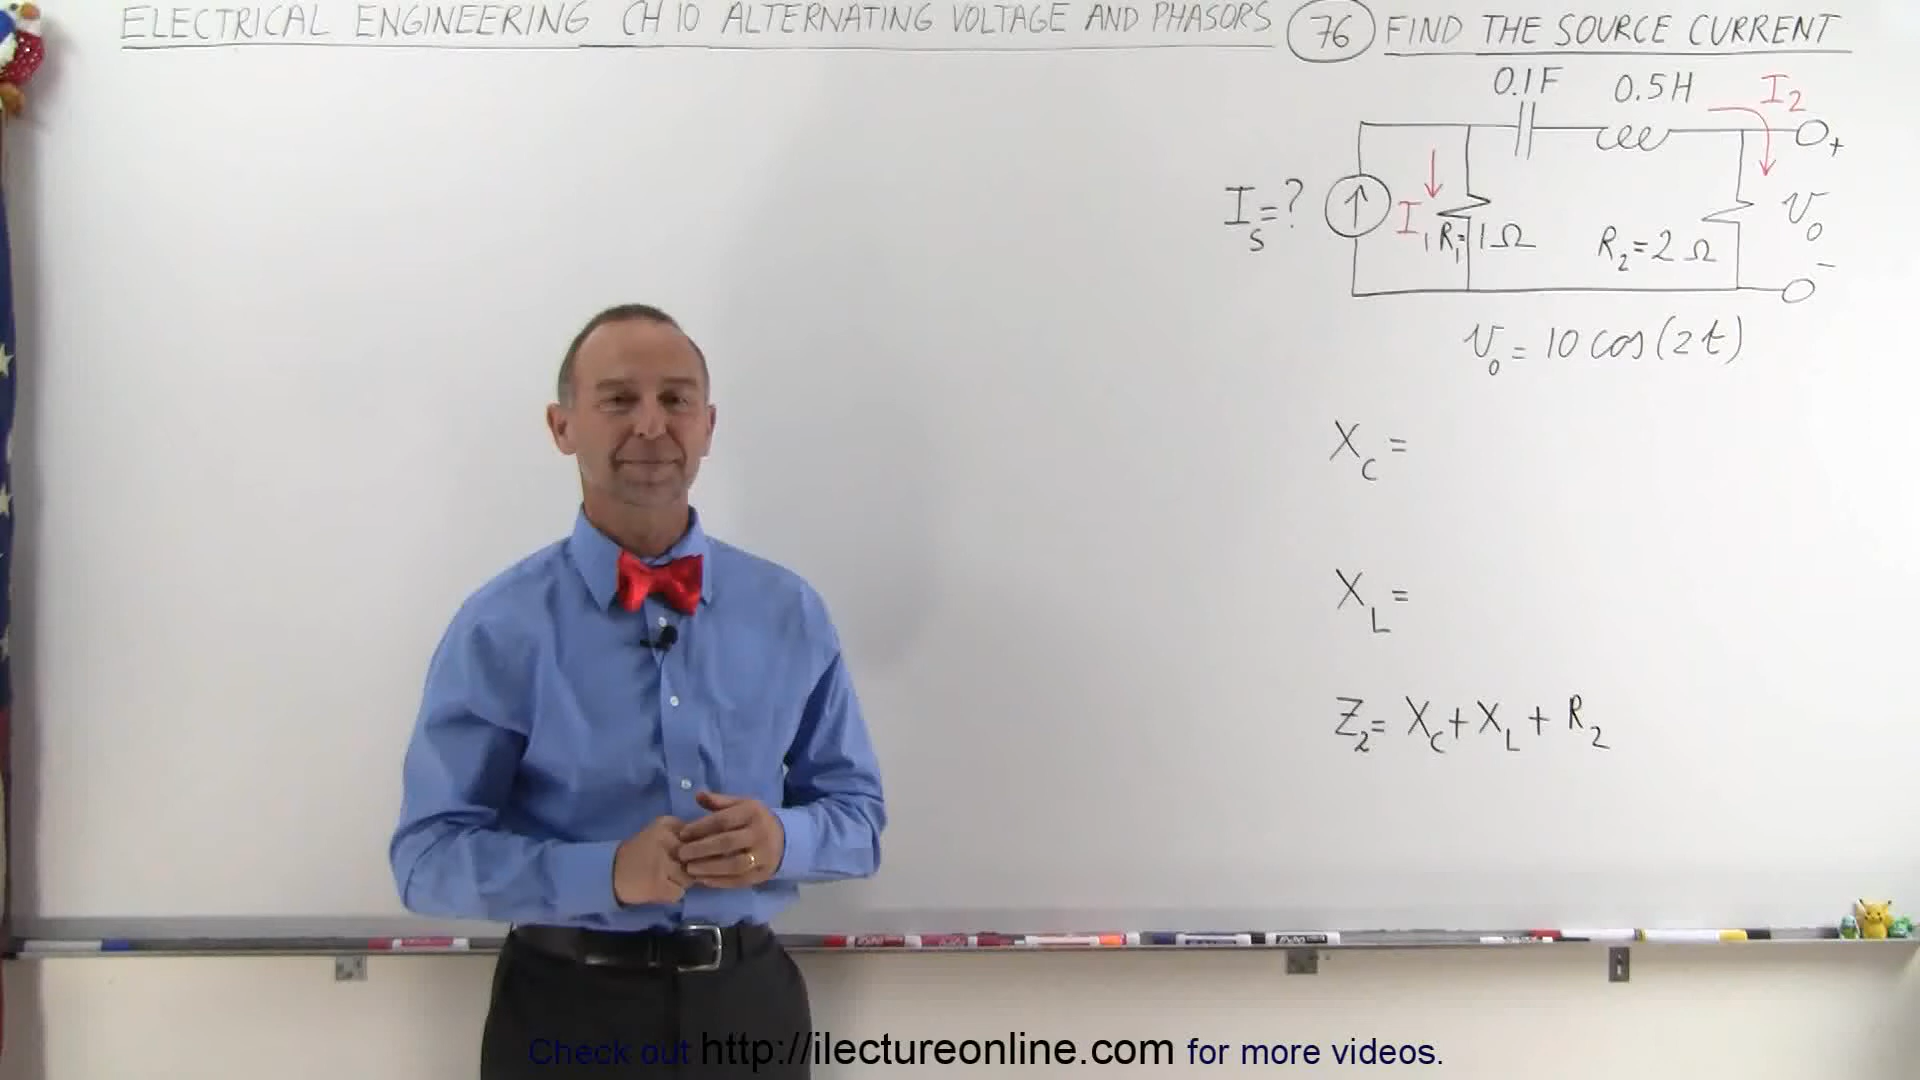 ELECTRICAL ENGINEERING CH 10 ALTERNATING VOLTAGE AND PHASORS 76 FIND THE SOURCE CURRENT
0.1F 0.5H I2
+
Is=? ↑ I1 R1=1Ω R2=2Ω vo
-
vo = 10 cos(2t)
Xc =
XL =
Z2 = Xc + XL + R2
Check out http://ilectureonline.com for more videos.